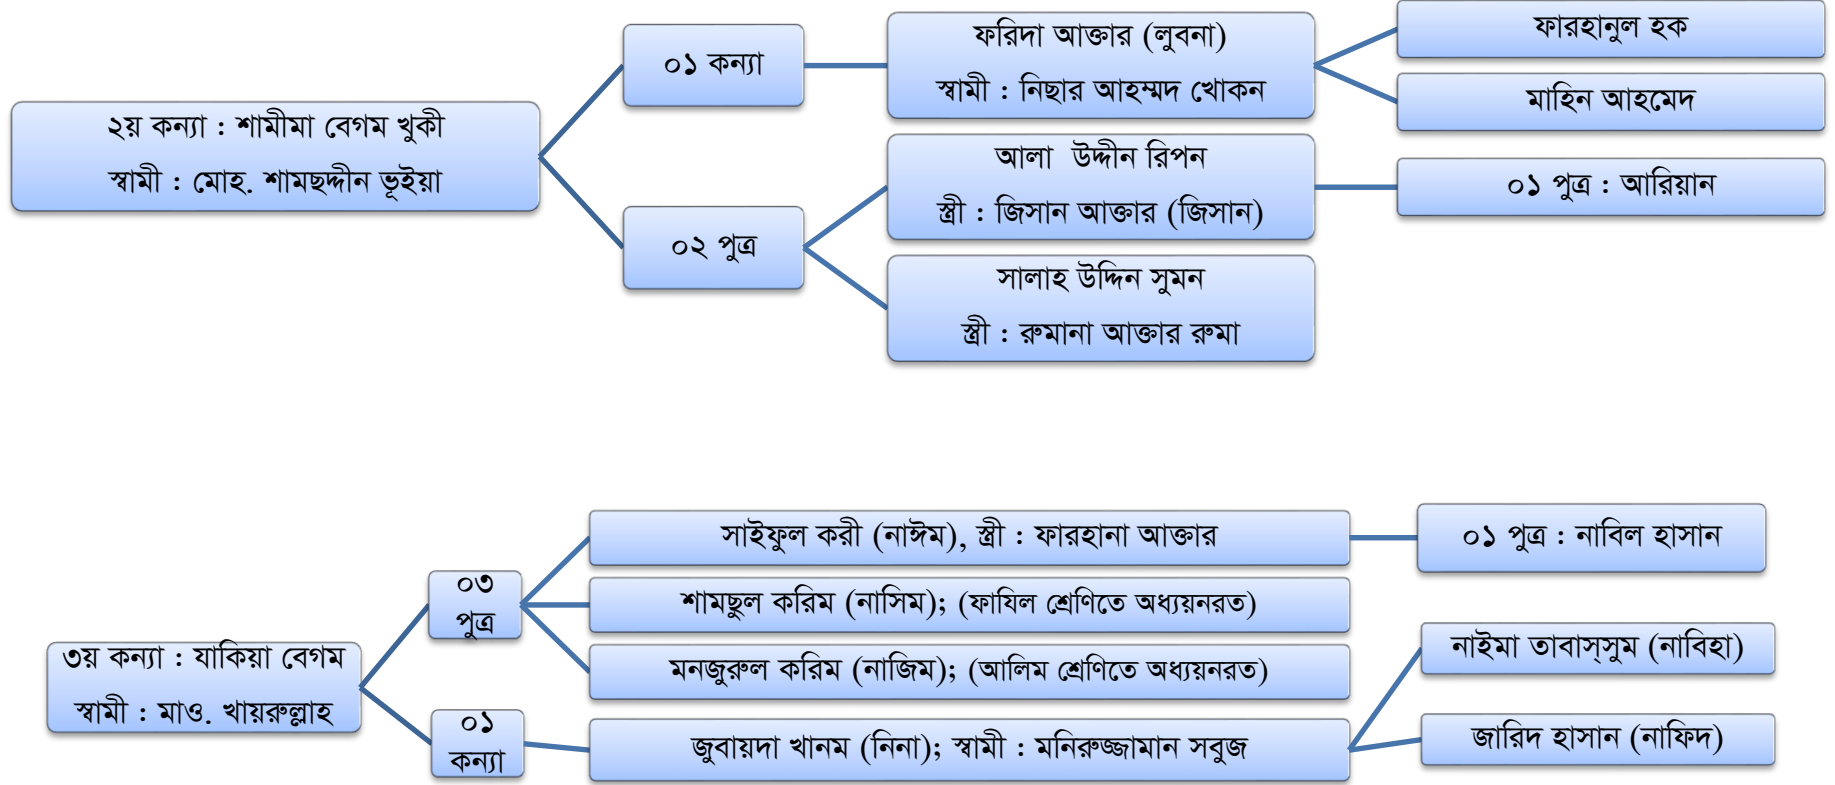 ২য় কন্যা : শামীমা বেগম খুকী
স্বামী : মোহ. শামছদ্দীন ভূইয়া
০১ কন্যা
ফরিদা আক্তার (লুবনা)
স্বামী : নিছার আহম্মদ খোকন
ফারহানুল হক
মাহিন আহমেদ
০২ পুত্র
আলা  উদ্দীন রিপন
স্ত্রী : জিসান আক্তার (জিসান)
০১ পুত্র : আরিয়ান
সালাহ উদ্দিন সুমন
স্ত্রী : রুমানা আক্তার রুমা
৩য় কন্যা : যাকিয়া বেগম
স্বামী : মাও. খায়রুল্লাহ
০৩
পুত্র
সাইফুল করী (নাঈম), স্ত্রী : ফারহানা আক্তার
০১ পুত্র : নাবিল হাসান
শামছুল করিম (নাসিম); (ফাযিল শ্রেণিতে অধ্যয়নরত)
মনজুরুল করিম (নাজিম); (আলিম শ্রেণিতে অধ্যয়নরত)
০১
কন্যা
জুবায়দা খানম (নিনা); স্বামী : মনিরুজ্জামান সবুজ
নাইমা তাবাস্‌সুম (নাবিহা)
জারিদ হাসান (নাফিদ)